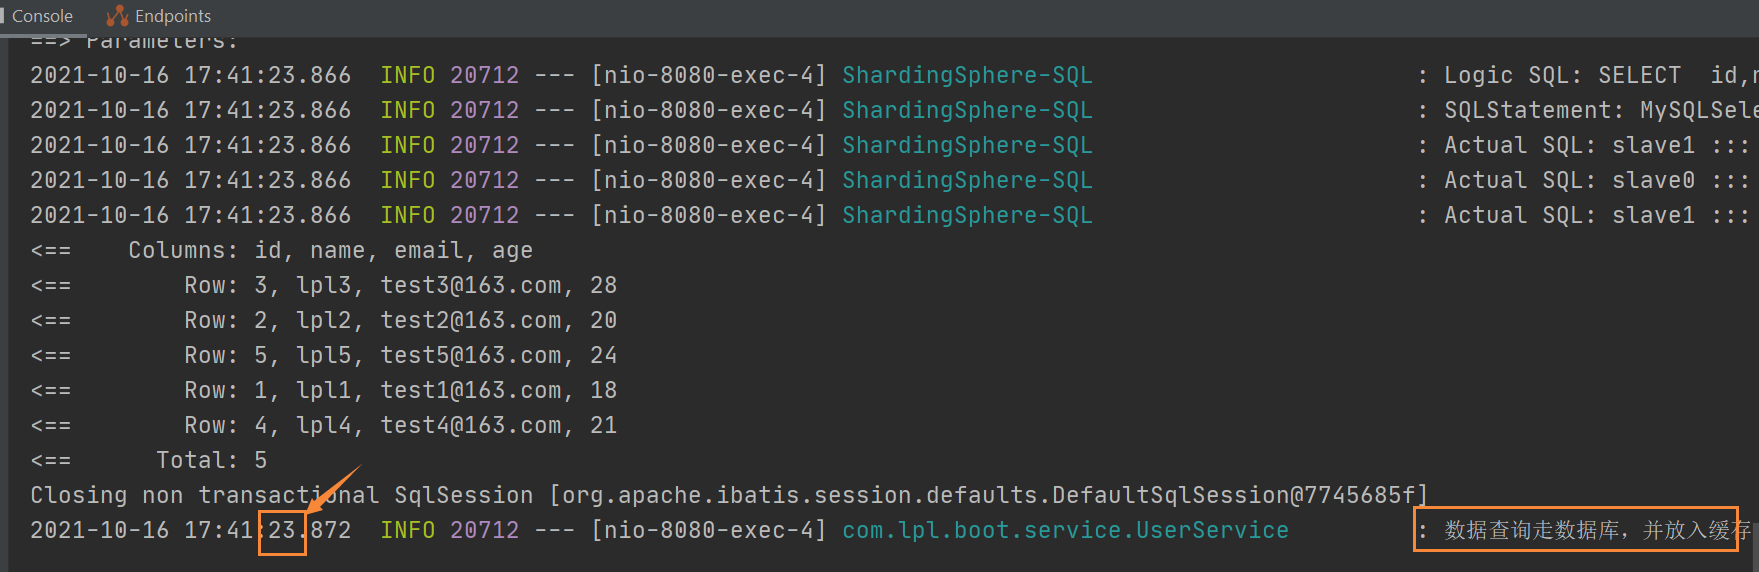 Console Endpoints
==> Parameters:
2021-10-16 17:41:23.866 INFO 20712 --- [nio-8080-exec-4] ShardingSphere-SQL : Logic SQL: SELECT id,n
2021-10-16 17:41:23.866 INFO 20712 --- [nio-8080-exec-4] ShardingSphere-SQL : SQLStatement: MySQLSele
2021-10-16 17:41:23.866 INFO 20712 --- [nio-8080-exec-4] ShardingSphere-SQL : Actual SQL: slave1 :::
2021-10-16 17:41:23.866 INFO 20712 --- [nio-8080-exec-4] ShardingSphere-SQL : Actual SQL: slave0 :::
2021-10-16 17:41:23.866 INFO 20712 --- [nio-8080-exec-4] ShardingSphere-SQL : Actual SQL: slave1 :::
<== Columns: id, name, email, age
<== Row: 3, lpl3, test3@163.com, 28
<== Row: 2, lpl2, test2@163.com, 20
<== Row: 5, lpl5, test5@163.com, 24
<== Row: 1, lpl1, test1@163.com, 18
<== Row: 4, lpl4, test4@163.com, 21
<== Total: 5
Closing non transactional SqlSession [org.apache.ibatis.session.defaults.DefaultSqlSession@7745685f]
2021-10-16 17:41:23.872 INFO 20712 --- [nio-8080-exec-4] com.lpl.boot.service.UserService : 数据查询走数据库，并放入缓存